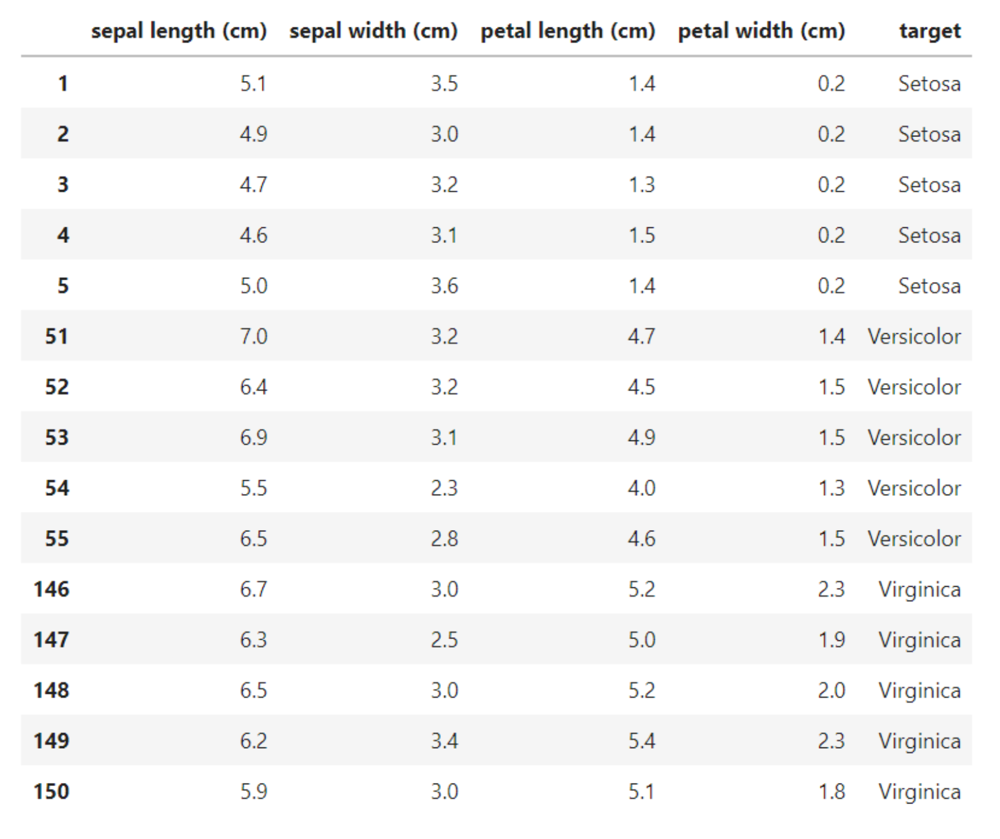 sepal length (cm) sepal width (cm) petal length (cm) petal width (cm) target
1 5.1 3.5 1.4 0.2 Setosa
2 4.9 3.0 1.4 0.2 Setosa
3 4.7 3.2 1.3 0.2 Setosa
4 4.6 3.1 1.5 0.2 Setosa
5 5.0 3.6 1.4 0.2 Setosa
51 7.0 3.2 4.7 1.4 Versicolor
52 6.4 3.2 4.5 1.5 Versicolor
53 6.9 3.1 4.9 1.5 Versicolor
54 5.5 2.3 4.0 1.3 Versicolor
55 6.5 2.8 4.6 1.5 Versicolor
146 6.7 3.0 5.2 2.3 Virginica
147 6.3 2.5 5.0 1.9 Virginica
148 6.5 3.0 5.2 2.0 Virginica
149 6.2 3.4 5.4 2.3 Virginica
150 5.9 3.0 5.1 1.8 Virginica